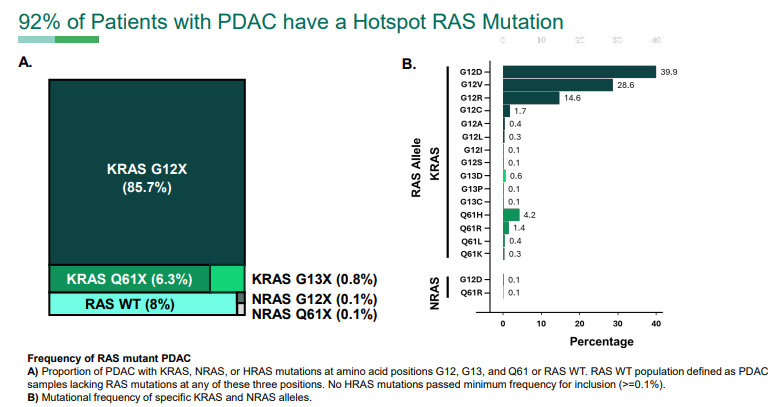 92% of Patients with PDAC have a Hotspot RAS Mutation
A.
KRAS G12X
(85.7%)
KRAS Q61X (6.3%)
KRAS G13X (0.8%)
RAS WT (8%)
NRAS G12X (0.1%)
NRAS Q61X (0.1%)
B.
0 10 20 30 40
RAS Allele
KRAS
G12D 39.9
G12V 28.6
G12R 14.6
G12C 1.7
G12A 0.4
G12L 0.3
G12I 0.1
G12S 0.1
G13D 0.6
G13P 0.1
G13C 0.1
Q61H 4.2
Q61R 1.4
Q61L 0.4
Q61K 0.3
NRAS
G12D 0.1
Q61R 0.1
0 10 20 30 40
Percentage
Frequency of RAS mutant PDAC
A) Proportion of PDAC with KRAS, NRAS, or HRAS mutations at amino acid positions G12, G13, and Q61 or RAS WT. RAS WT population defined as PDAC
samples lacking RAS mutations at any of these three positions. No HRAS mutations passed minimum frequency for inclusion (>=0.1%).
B) Mutational frequency of specific KRAS and NRAS alleles.